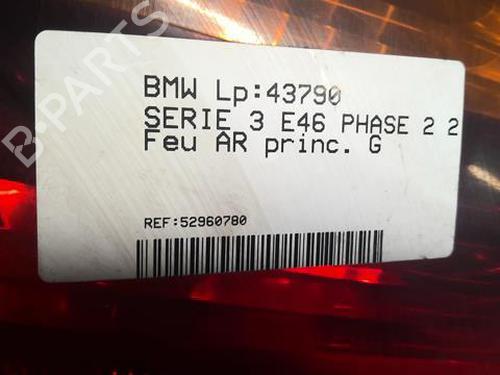 B-PARTS
BMW Lp:43790
SERIE 3 E46 PHASE 2 2
Feu AR princ. G
REF:52960780